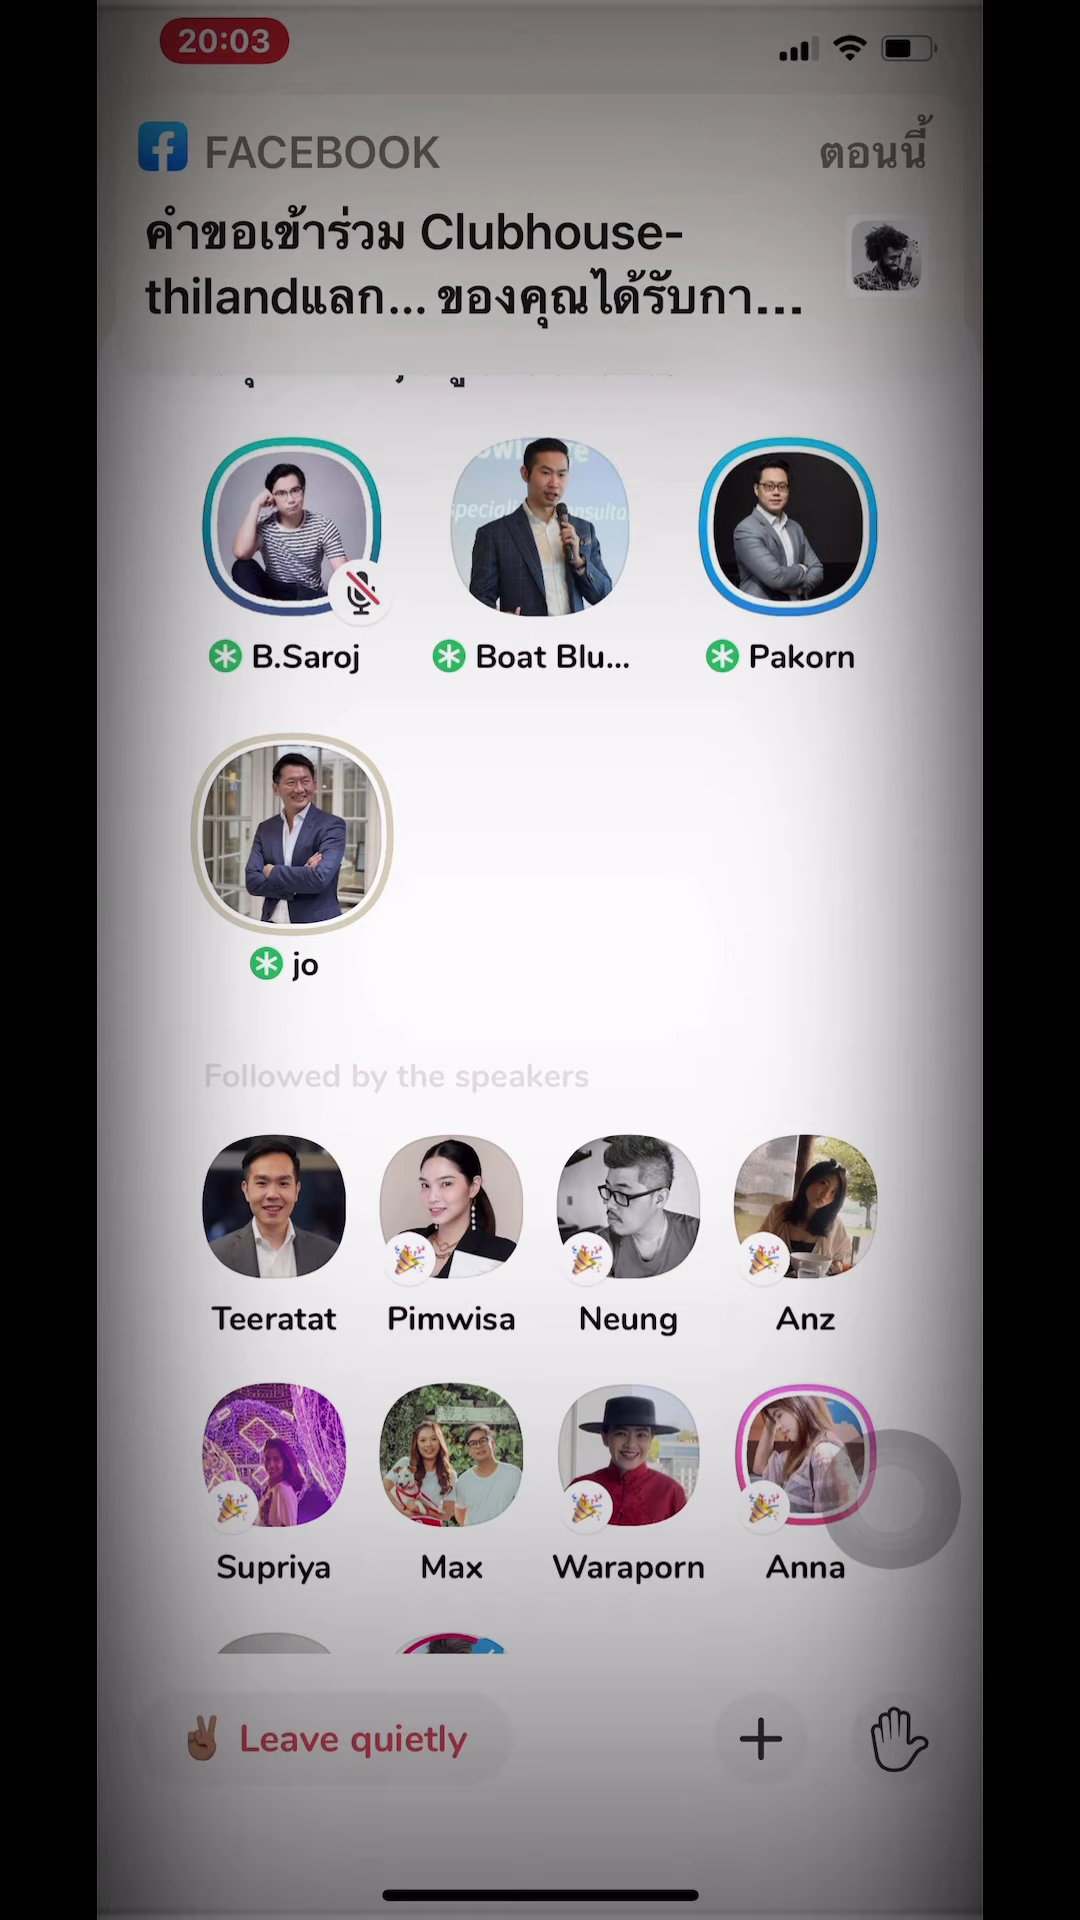 20:03
FACEBOOK
ตอนนี้
คำขอเข้าร่วม Clubhouse-
thilandแลก... ของคุณได้รับกา...
B.Saroj
Boat Blu...
Pakorn
jo
Followed by the speakers
Teeratat
Pimwisa
Neung
Anz
Supriya
Max
Waraporn
Anna
Leave quietly